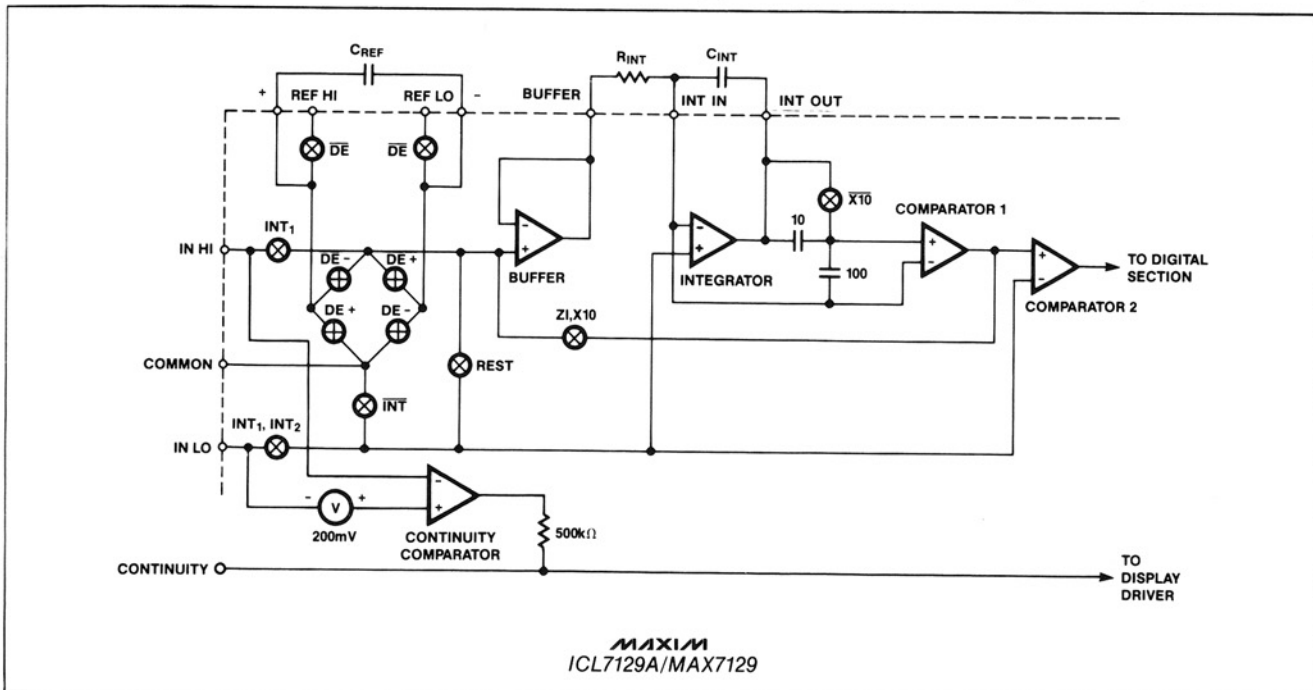 CREF
RINT
CINT
+ REF HI REF LO -
BUFFER
INT IN
INT OUT
DE DE
X10
COMPARATOR 1
10
- +
- +
+ -
+ -
IN HI
INT1
DE - DE +
BUFFER
INTEGRATOR
100
COMPARATOR 2
TO DIGITAL
SECTION
DE + DE -
ZI,X10
COMMON
REST
INT
INT1, INT2
IN LO
- V +
200mV
- +
CONTINUITY
COMPARATOR
500kΩ
CONTINUITY
TO
DISPLAY
DRIVER
MAXIM
ICL7129A/MAX7129